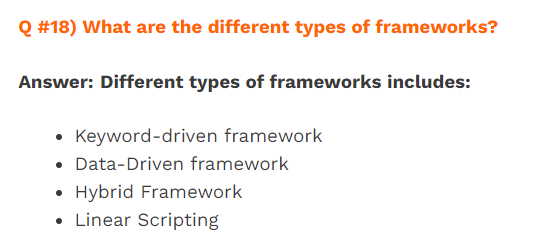 Q #18) What are the different types of frameworks?
Answer: Different types of frameworks includes:
• Keyword-driven framework
• Data-Driven framework
• Hybrid Framework
• Linear Scripting